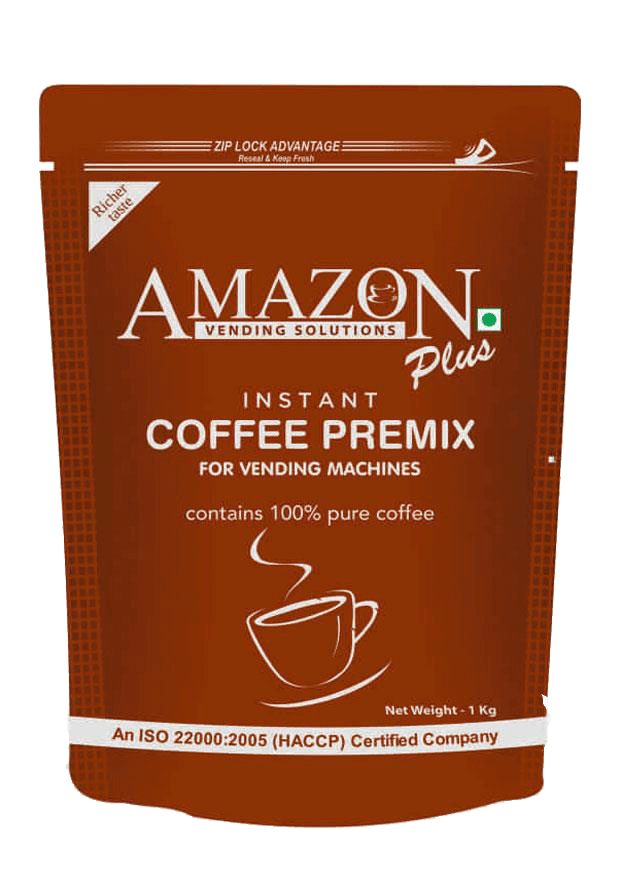 ZIP LOCK ADVANTAGE
Reseal & Keep Fresh
Richer
taste
AMAZON
VENDING SOLUTIONS
Plus
INSTANT
COFFEE PREMIX
FOR VENDING MACHINES
contains 100% pure coffee
Net Weight - 1 Kg
An ISO 22000:2005 (HACCP) Certified Company